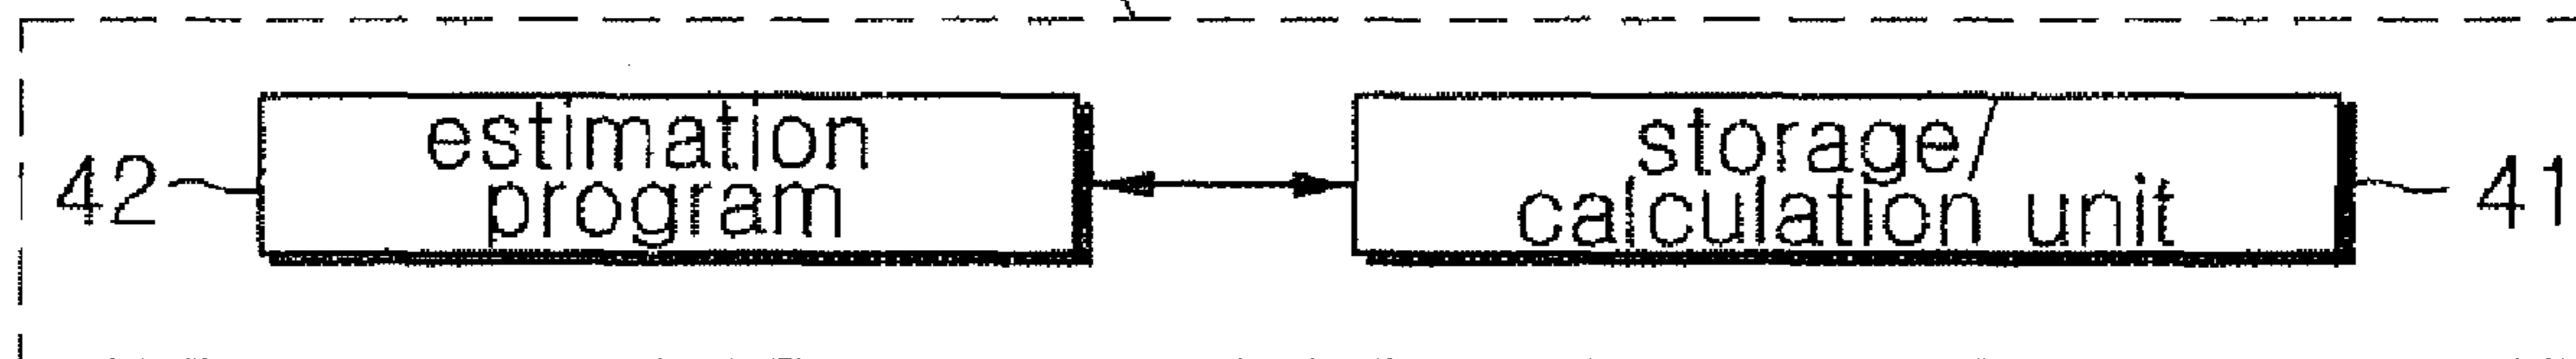 estimation
program
storage/
calculation unit
42
41